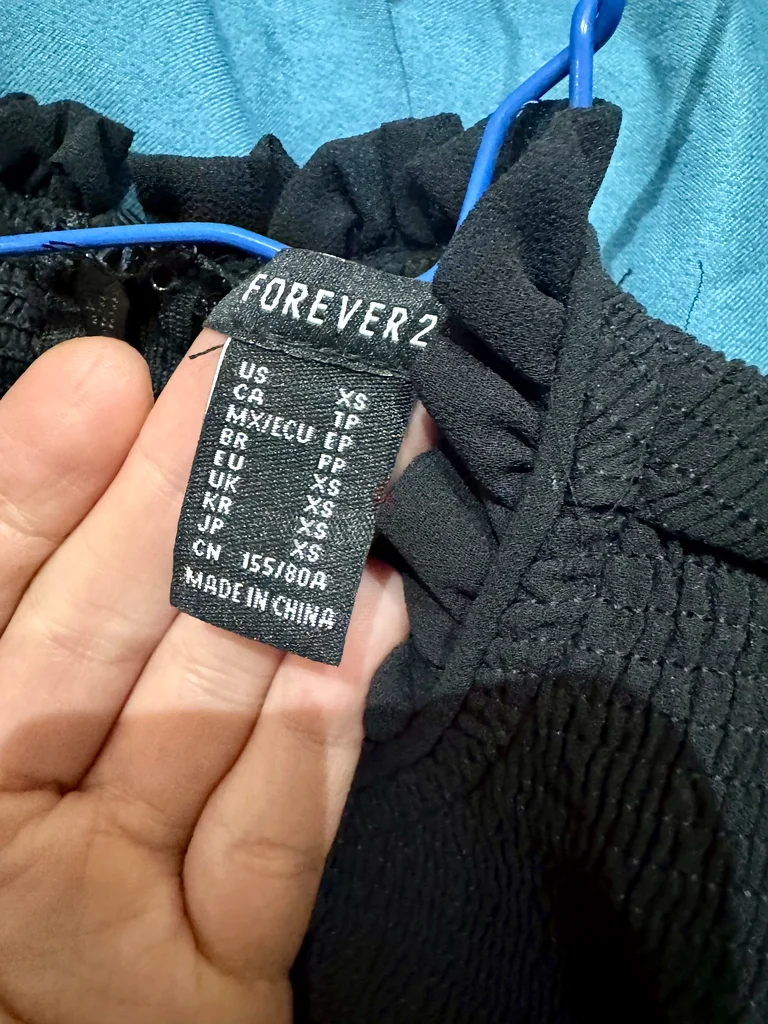 FOREVER 2
US XS
CA TP
MX/ECU EP
BR PP
EU XS
UK XS
KR XS
JP XS
CN 155/80A
MADE IN CHINA